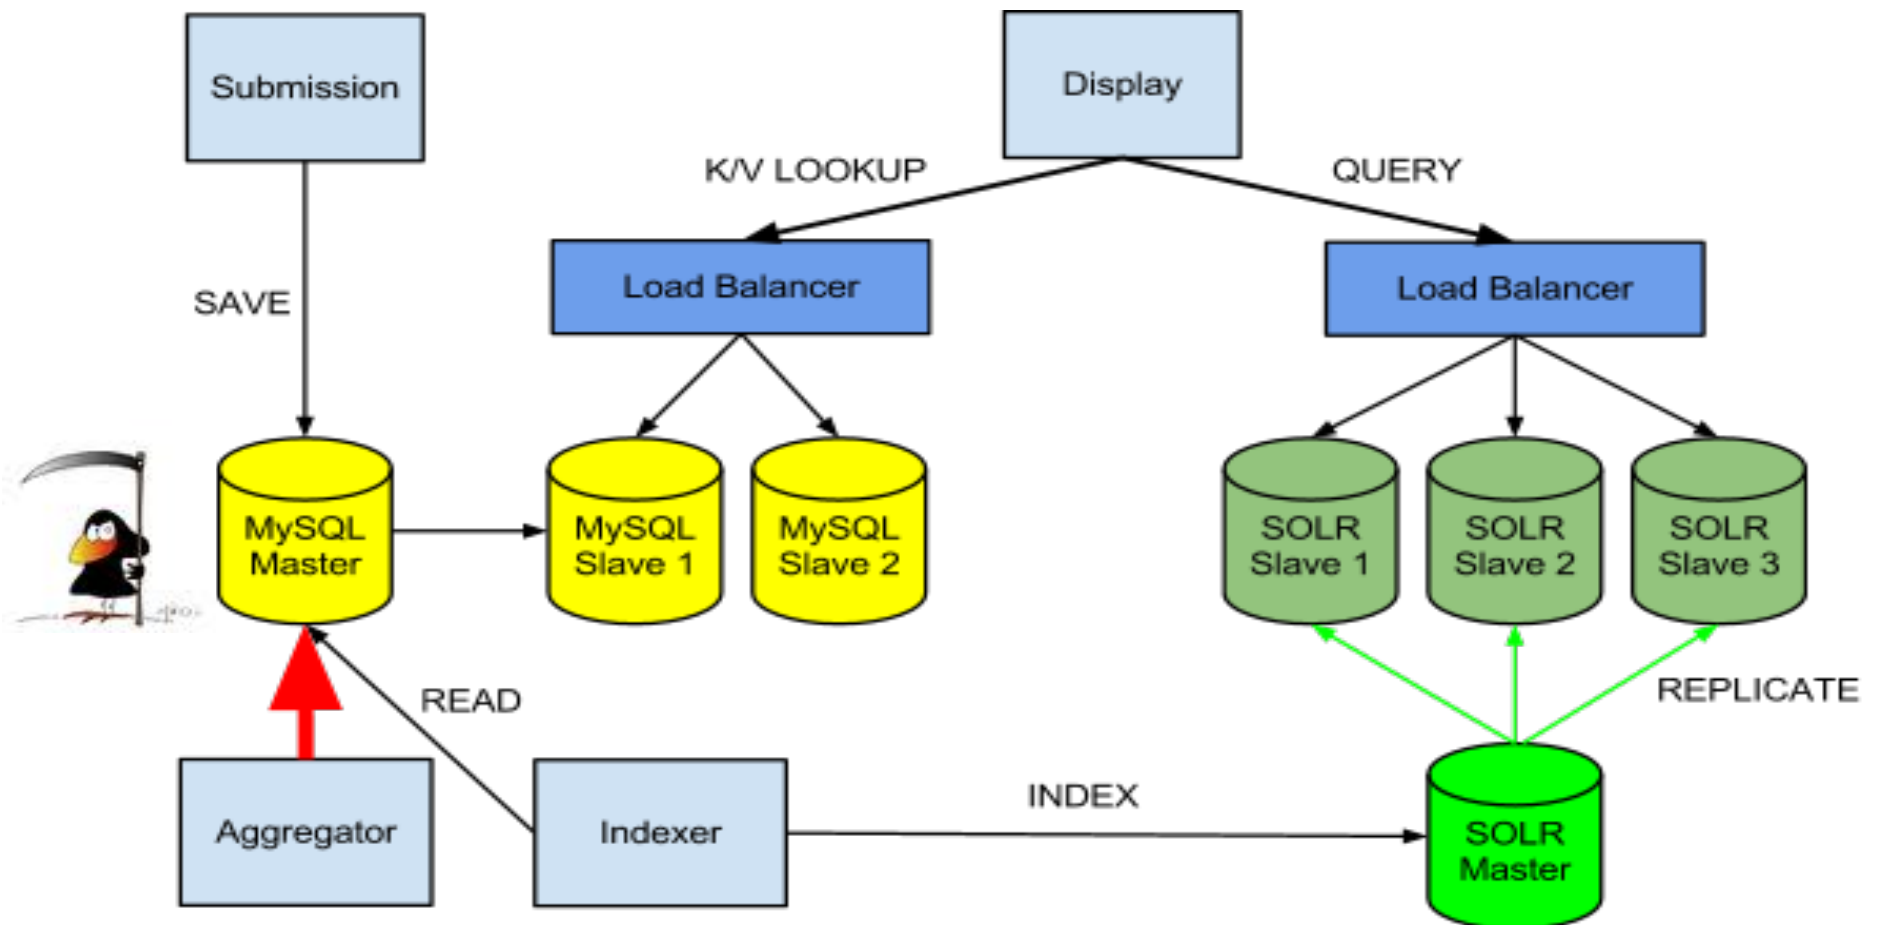 Submission
Display
K/V LOOKUP
QUERY
SAVE
Load Balancer
Load Balancer
MySQL
Master
MySQL
Slave 1
MySQL
Slave 2
SOLR
Slave 1
SOLR
Slave 2
SOLR
Slave 3
READ
REPLICATE
Aggregator
Indexer
INDEX
SOLR
Master